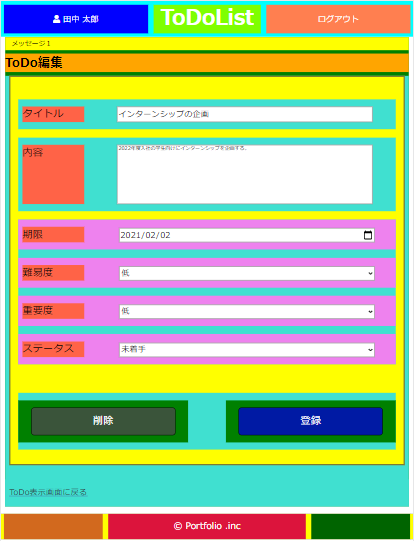 田中 太郎
ToDoList
ログアウト
メッセージ1
ToDo編集
タイトル
インターンシップの企画
内容
2022年度入社の学生向けにインターンシップを企画する。
期限
2021/02/02
難易度
低
重要度
低
ステータス
未着手
削除
登録
ToDo表示画面に戻る
© Portfolio .inc